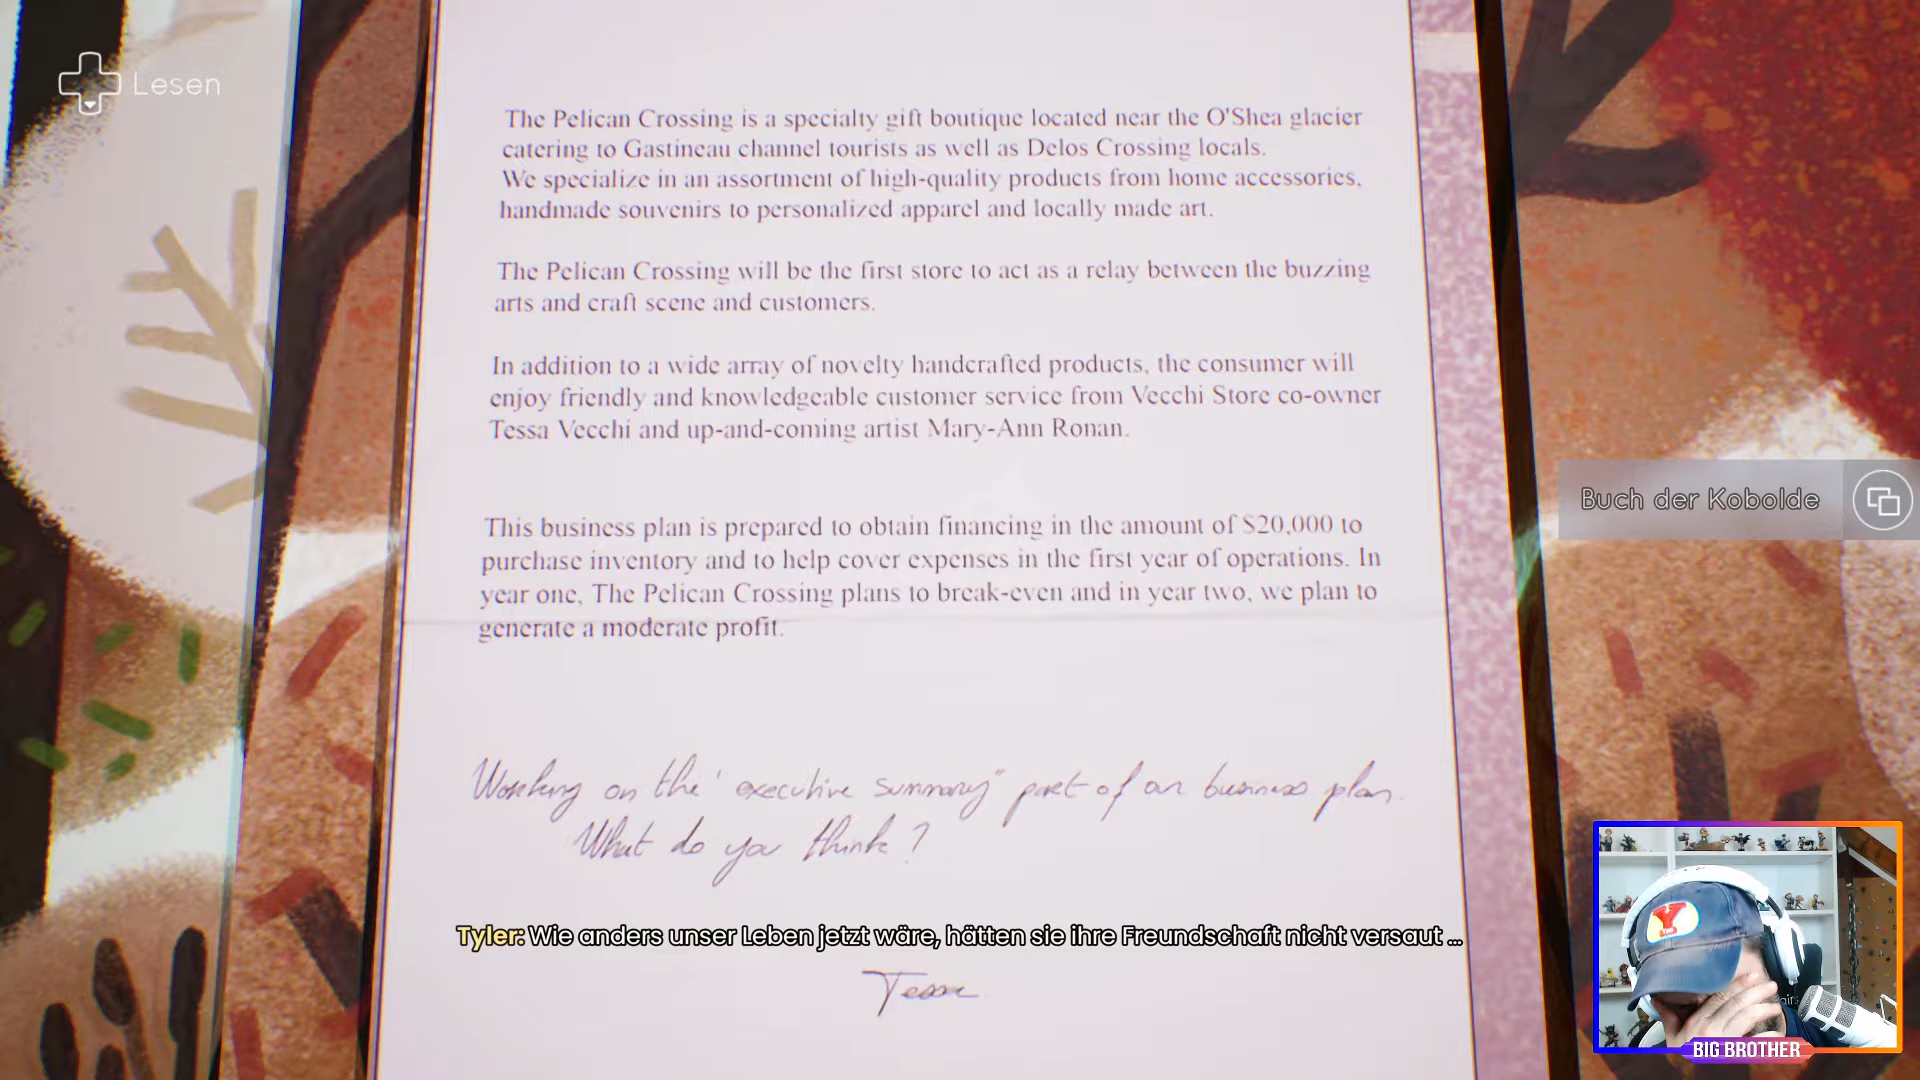 Lesen
The Pelican Crossing is a specialty gift boutique located near the O'Shea glacier
catering to Gastineau channel tourists as well as Delos Crossing locals.
We specialize in an assortment of high-quality products from home accessories,
handmade souvenirs to personalized apparel and locally made art.
The Pelican Crossing will be the first store to act as a relay between the buzzing
arts and craft scene and customers.
In addition to a wide array of novelty handcrafted products, the consumer will
enjoy friendly and knowledgeable customer service from Vecchi Store co-owner
Tessa Vecchi and up-and-coming artist Mary-Ann Ronan.
Buch der Kobolde
This business plan is prepared to obtain financing in the amount of $20,000 to
purchase inventory and to help cover expenses in the first year of operations. In
year one, The Pelican Crossing plans to break-even and in year two, we plan to
generate a moderate profit.
Working on the "executive summary" part of our business plan.
What do you think?
Tyler: Wie anders unser Leben jetzt wäre, hätten sie ihre Freundschaft nicht versaut ...
Tessa
Y
BIG BROTHER